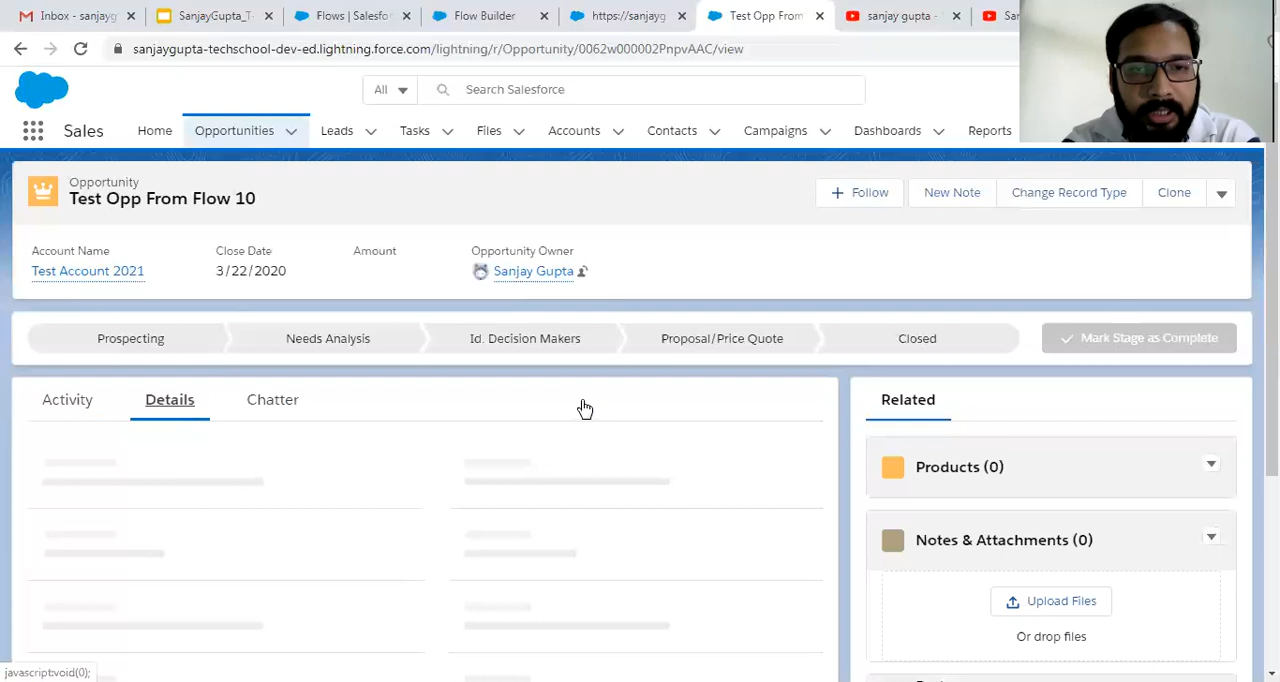 Inbox - sanjayg
SanjayGupta_T
Flows | Salesfo
Flow Builder
https://sanjayg
Test Opp From
sanjay gupta -
San
sanjaygupta-techschool-dev-ed.lightning.force.com/lightning/r/Opportunity/0062w000002PnpvAAC/view
All
Search Salesforce
Sales
Home
Opportunities
Leads
Tasks
Files
Accounts
Contacts
Campaigns
Dashboards
Reports
Opportunity
Test Opp From Flow 10
Follow
New Note
Change Record Type
Clone
Account Name
Close Date
Amount
Opportunity Owner
Test Account 2021
3/22/2020
Sanjay Gupta
Prospecting
Needs Analysis
Id. Decision Makers
Proposal/Price Quote
Closed
Mark Stage as Complete
Activity
Details
Chatter
Related
Products (0)
Notes & Attachments (0)
Upload Files
Or drop files
javascript:void(0);